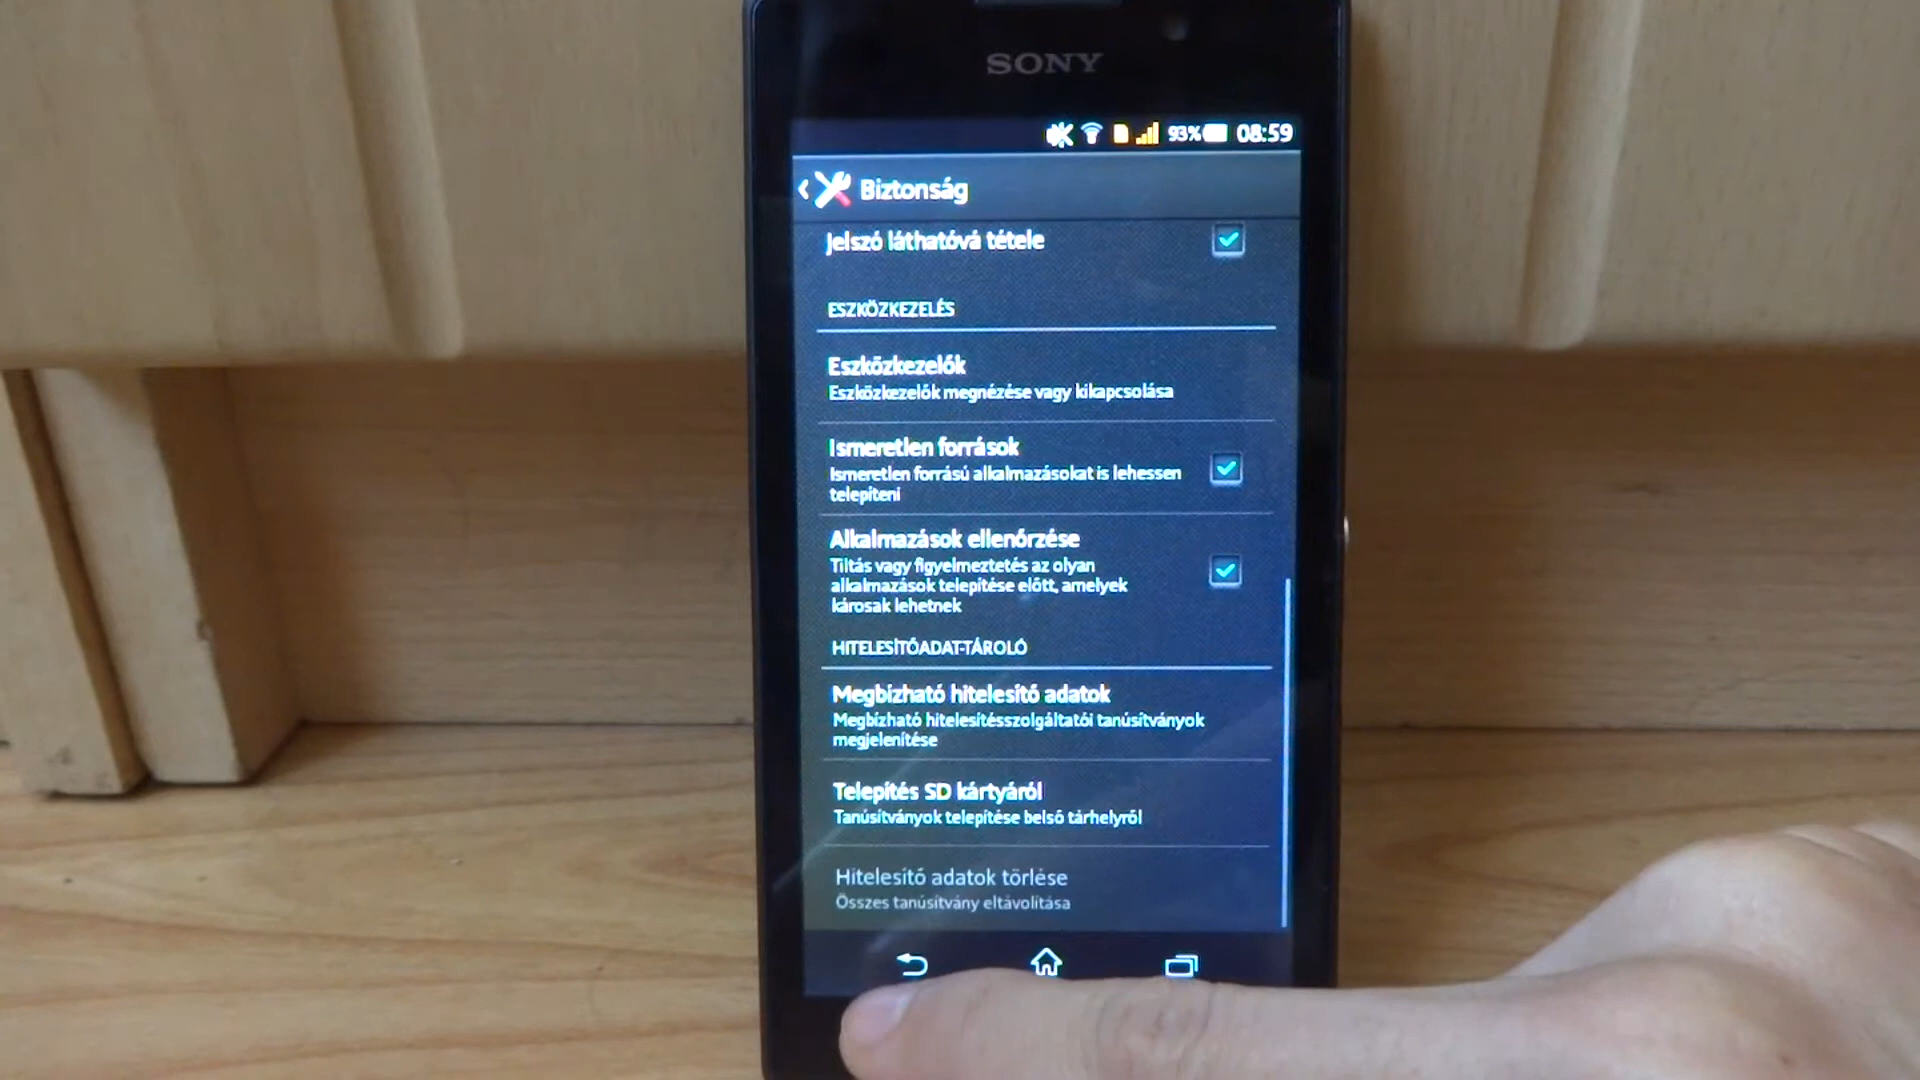 SONY
93% 08:59
Biztonság
Jelszó láthatóvá tétele
ESZKÖZKEZELÉS
Eszközkezelők
Eszközkezelők megnézése vagy kikapcsolása
Ismeretlen források
Ismeretlen forrású alkalmazásokat is lehessen
telepíteni
Alkalmazások ellenőrzése
Tiltás vagy figyelmeztetés az olyan
alkalmazások telepítése előtt, amelyek
károsak lehetnek
HITELESÍTŐADAT-TÁROLÓ
Megbízható hitelesítő adatok
Megbízható hitelesítésszolgáltatói tanúsítványok
megjelenítése
Telepítés SD kártyáról
Tanúsítványok telepítése belső tárhelyről
Hitelesítő adatok törlése
Összes tanúsítvány eltávolítása